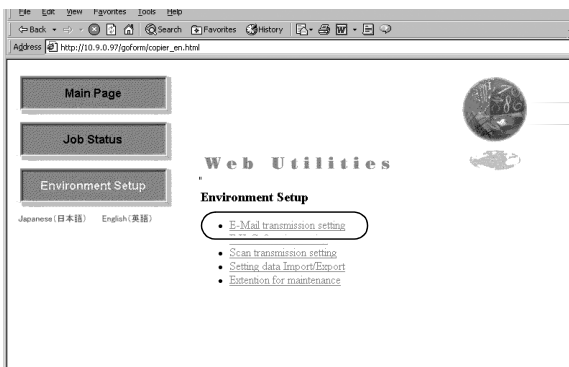 File Edit View Favorites Tools Help
Back Search Favorites History
Address http://10.9.0.97/goform/copier_en.html
Main Page
Job Status
Environment Setup
Japanese(日本語) English(英語)
Web Utilities
Environment Setup
E-Mail transmission setting
Scan transmission setting
Setting data Import/Export
Extention for maintenance